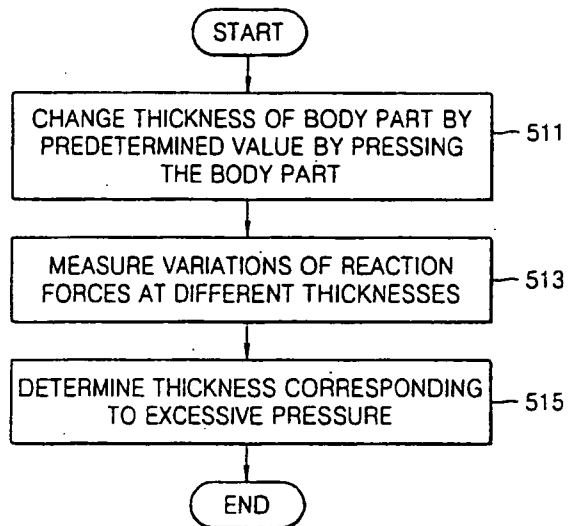 START
CHANGE THICKNESS OF BODY PART BY
PREDETERMINED VALUE BY PRESSING
THE BODY PART
511
MEASURE VARIATIONS OF REACTION
FORCES AT DIFFERENT THICKNESSES
513
DETERMINE THICKNESS CORRESPONDING
TO EXCESSIVE PRESSURE
515
END